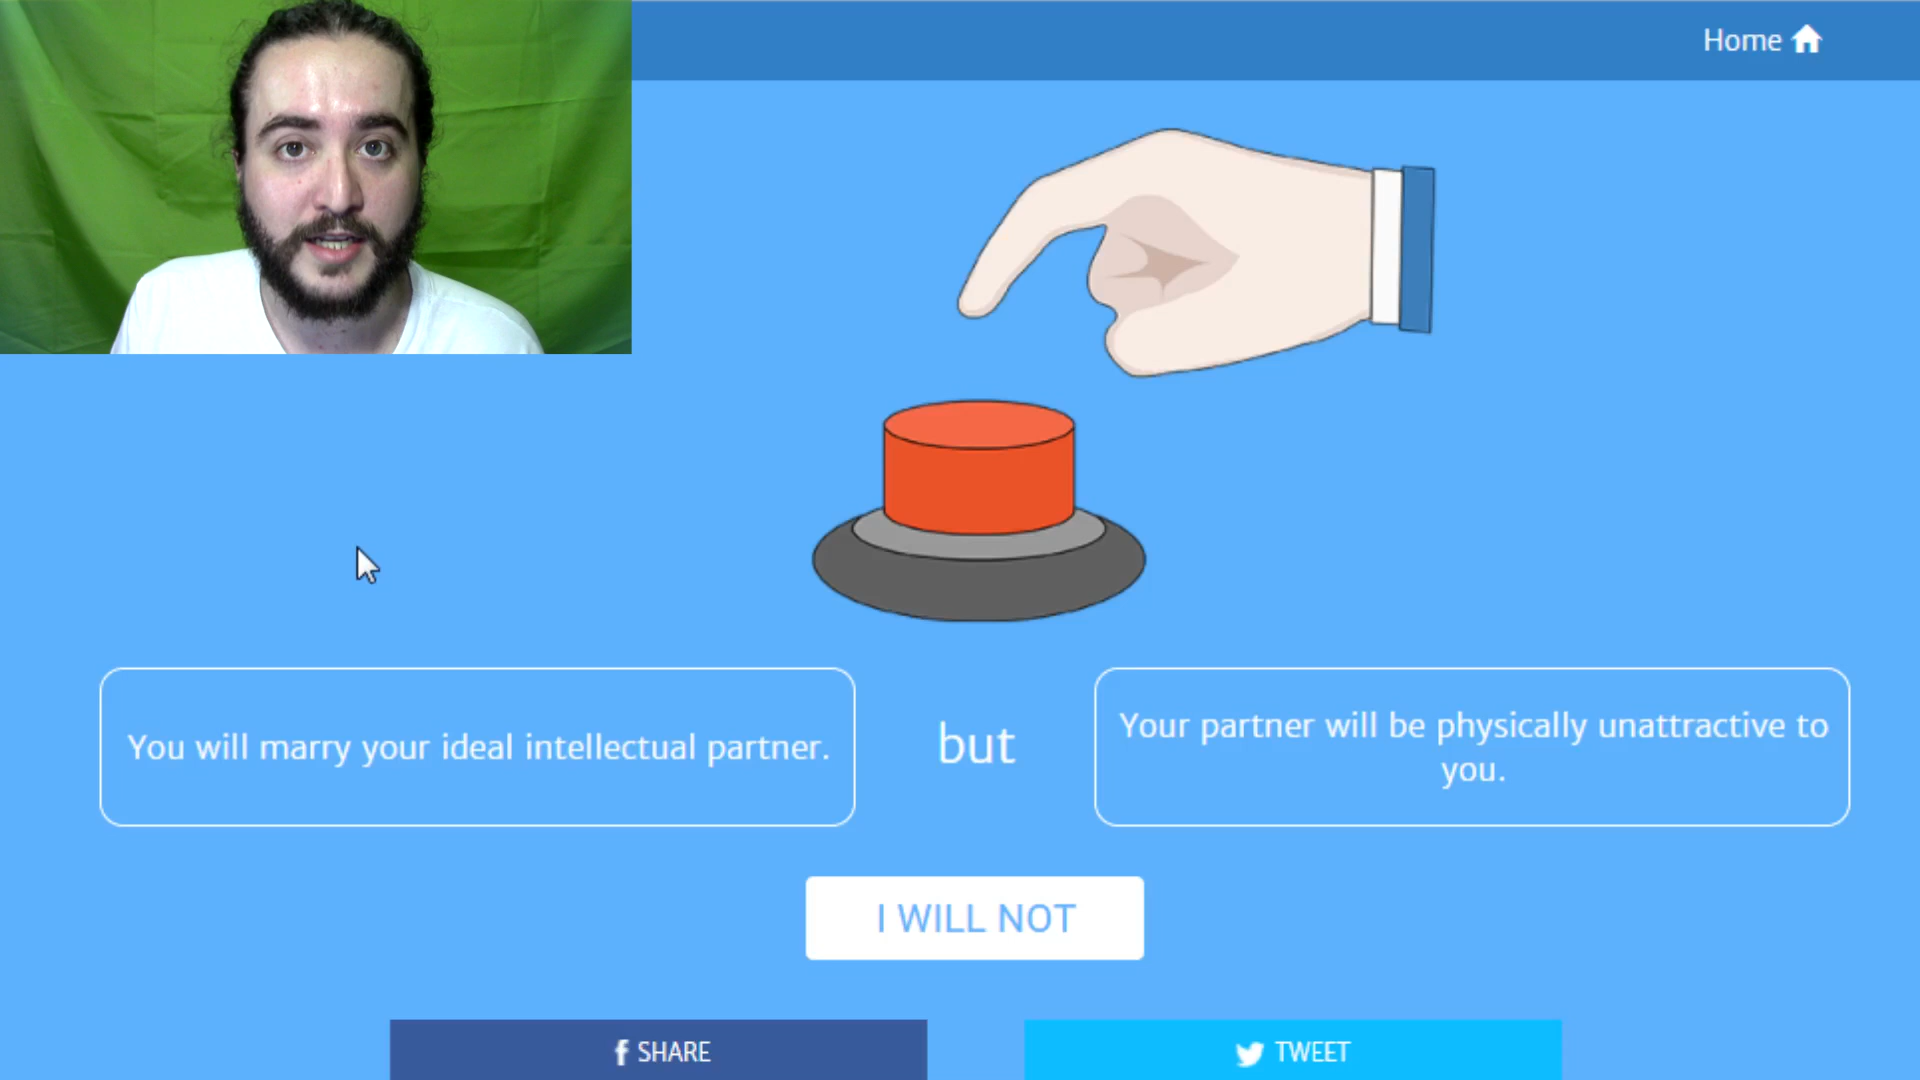 Home
You will marry your ideal intellectual partner.
but
Your partner will be physically unattractive to
you.
I WILL NOT
f SHARE
TWEET